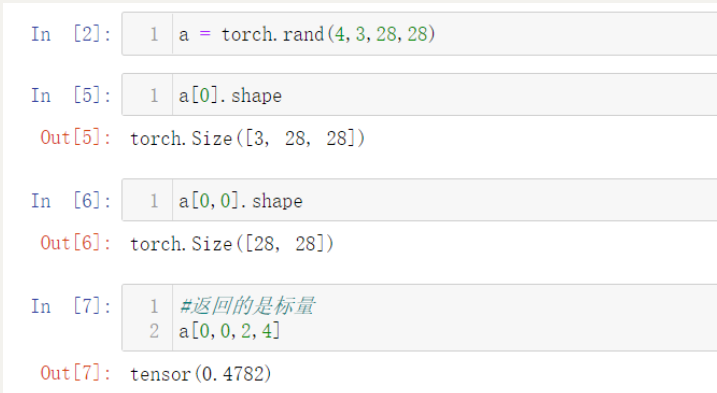 In [2]: 1 a = torch.rand(4,3,28,28)
In [5]: 1 a[0].shape
Out[5]: torch.Size([3, 28, 28])
In [6]: 1 a[0,0].shape
Out[6]: torch.Size([28, 28])
In [7]: 1 #返回的是标量
2 a[0,0,2,4]
Out[7]: tensor(0.4782)